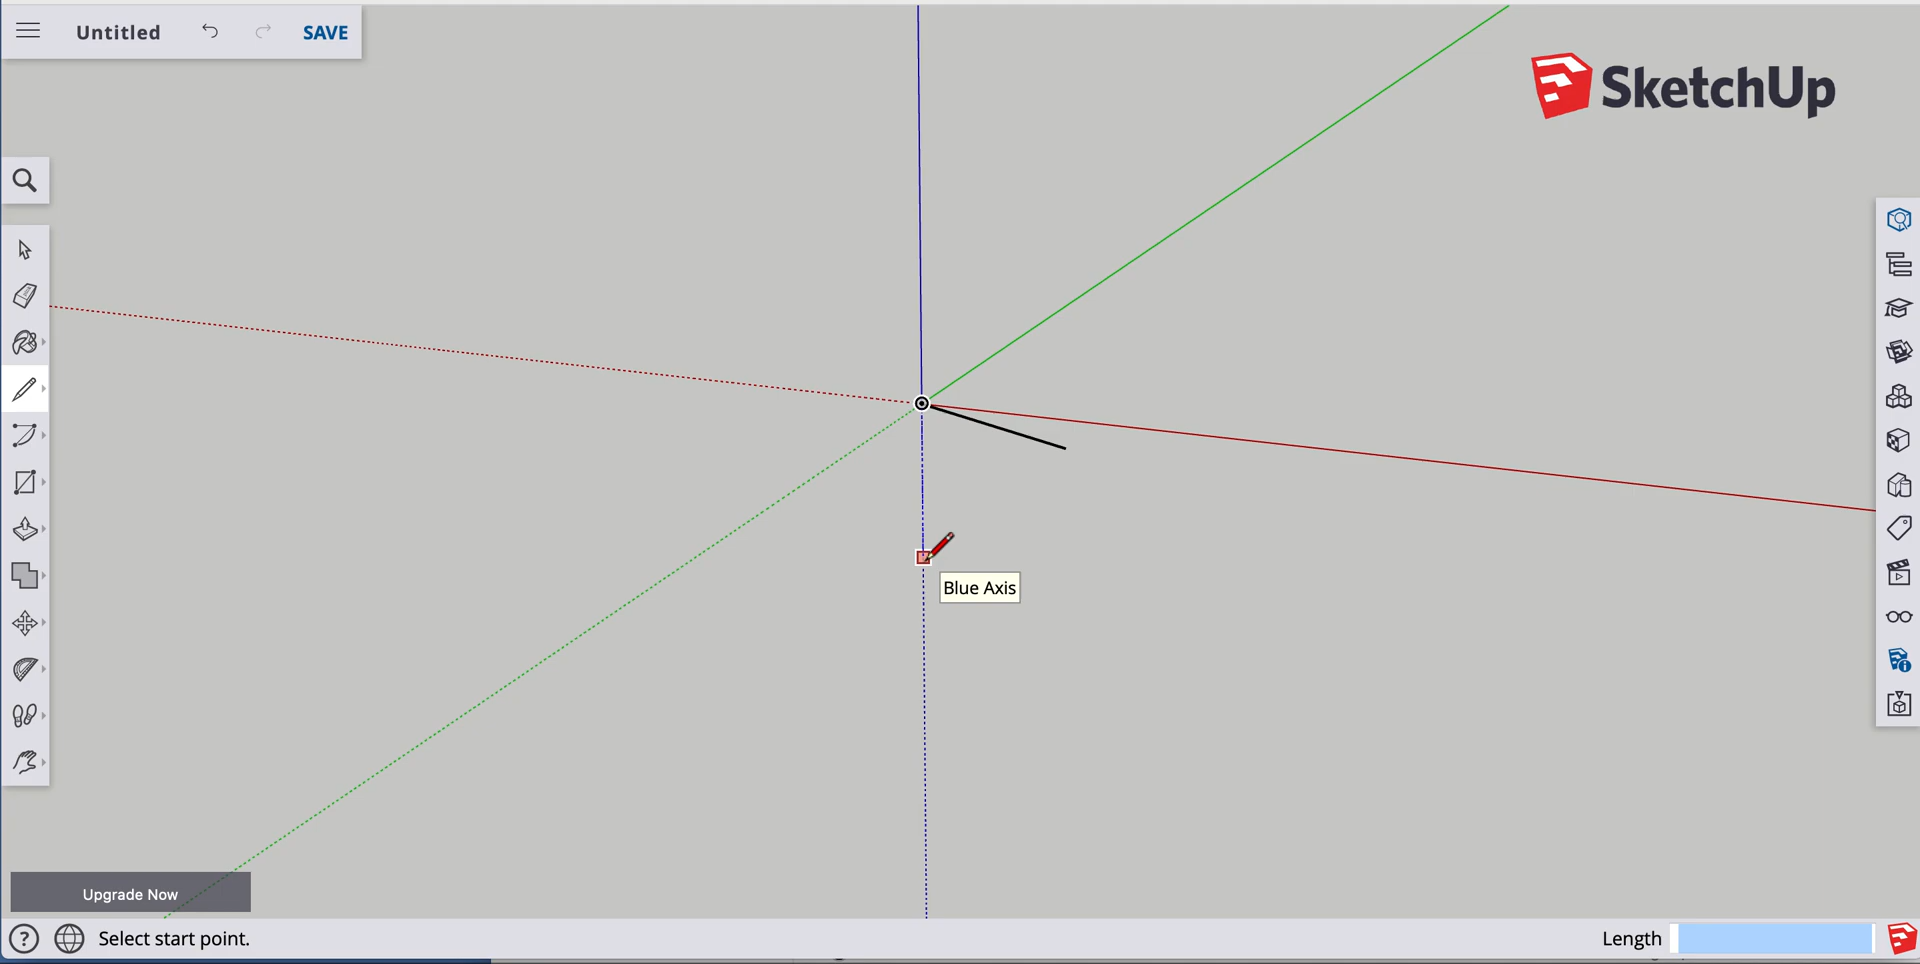 Untitled
SAVE
SketchUp
Blue Axis
Upgrade Now
? Select start point.
Length